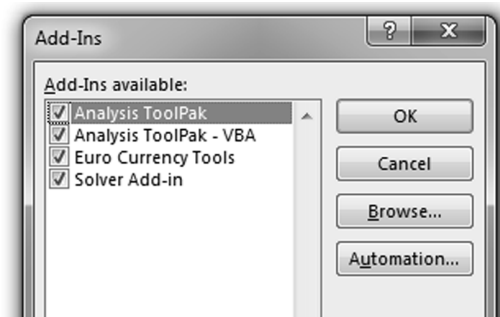 Add-Ins
Add-Ins available:
Analysis ToolPak
Analysis ToolPak - VBA
Euro Currency Tools
Solver Add-in
OK
Cancel
Browse...
Automation...